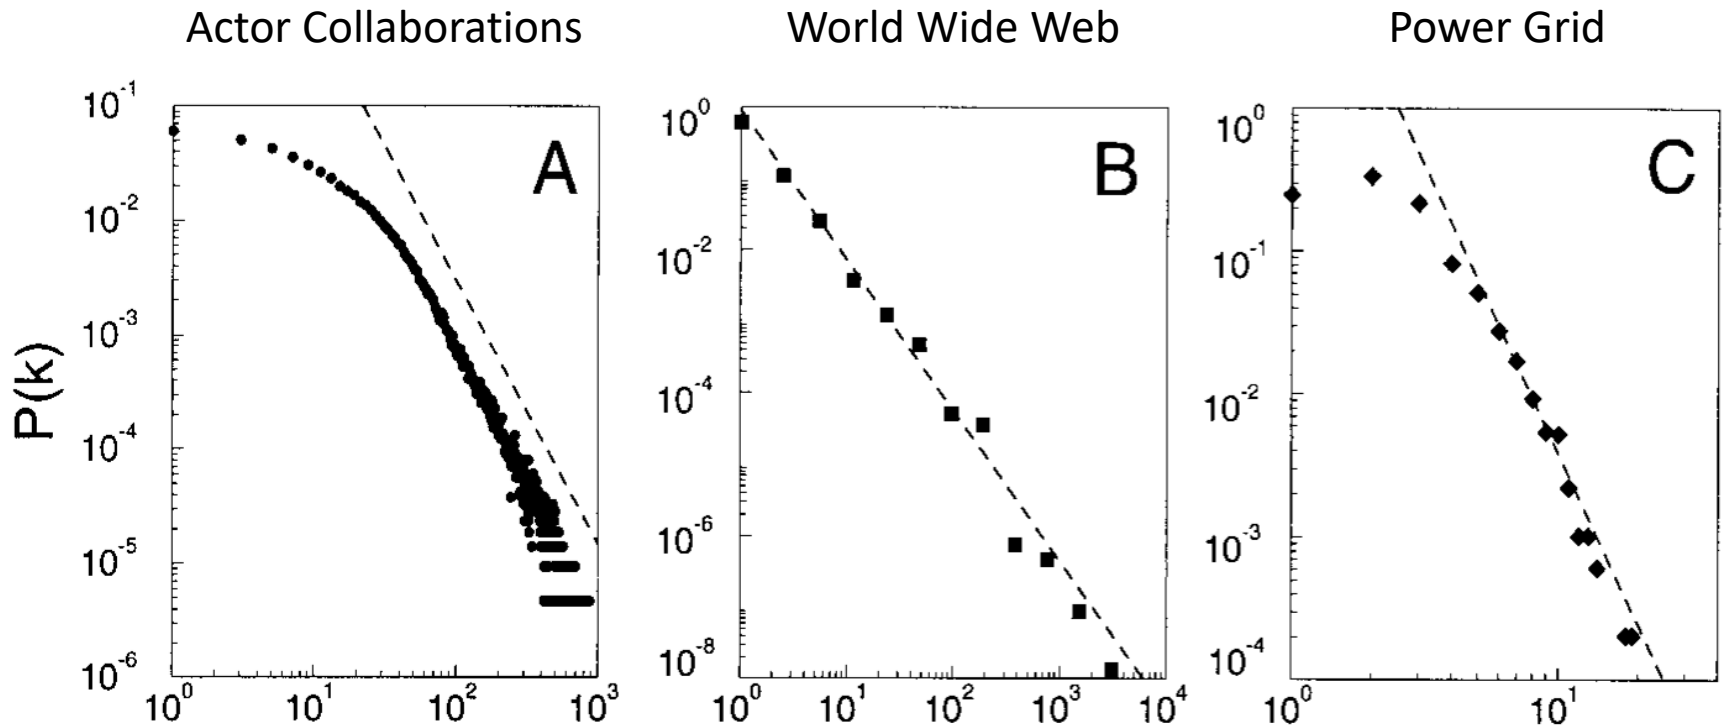 Actor Collaborations
World Wide Web
Power Grid
P(k)
A
10^-1
10^-2
10^-3
10^-4
10^-5
10^-6
10^0 10^1 10^2 10^3
B
10^0
10^-2
10^-4
10^-6
10^-8
10^0 10^1 10^2 10^3 10^4
C
10^0
10^-1
10^-2
10^-3
10^-4
10^0 10^1